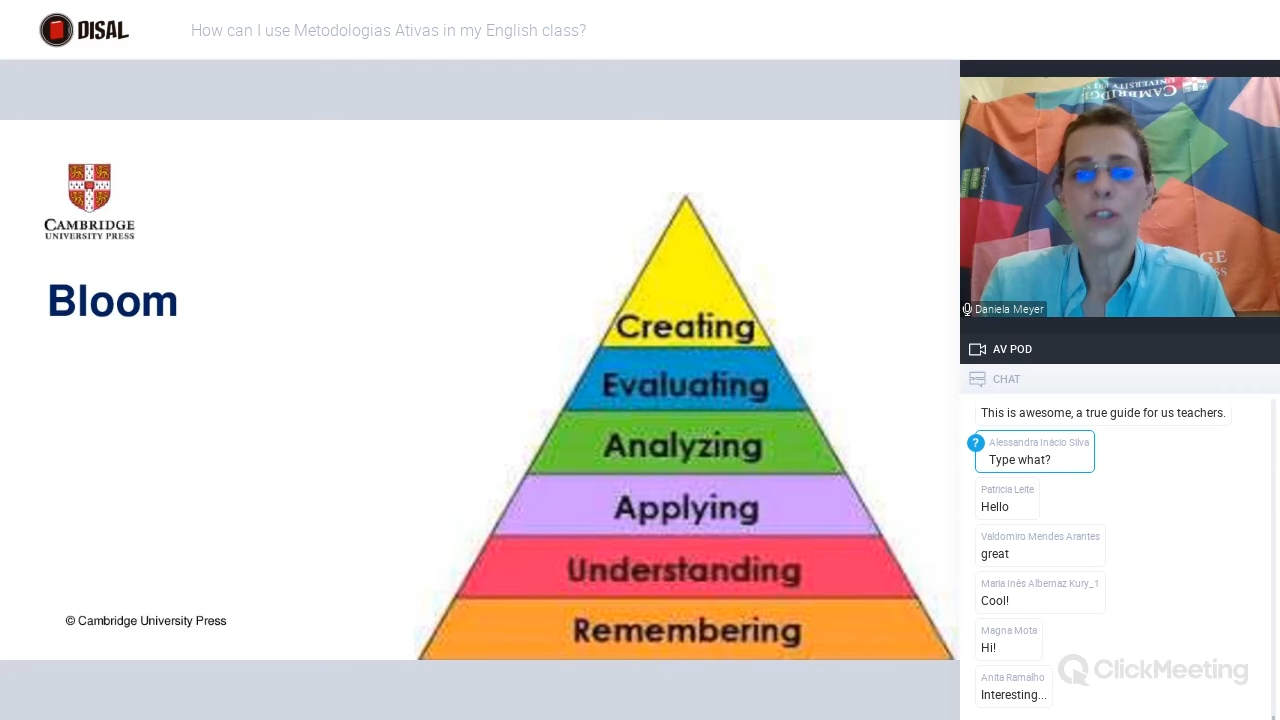 DISAL
How can I use Metodologias Ativas in my English class?
CAMBRIDGE
UNIVERSITY PRESS
Bloom
Creating
Evaluating
Analyzing
Applying
Understanding
Remembering
© Cambridge University Press
CAMBRIDGE
Daniela Meyer
AV POD
CHAT
This is awesome, a true guide for us teachers.
?
Alessandra Inácio Silva
Type what?
Patricia Leite
Hello
Valdomiro Mendes Arantes
great
Maria Inês Albernaz Kury_1
Cool!
Magna Mota
Hi!
Anita Ramalho
Interesting...
ClickMeeting